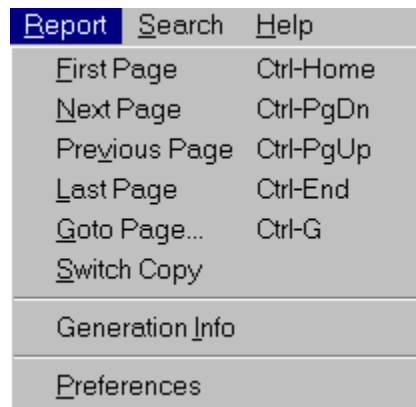 Report Search Help
First Page Ctrl-Home
Next Page Ctrl-PgDn
Previous Page Ctrl-PgUp
Last Page Ctrl-End
Goto Page... Ctrl-G
Switch Copy
Generation Info
Preferences